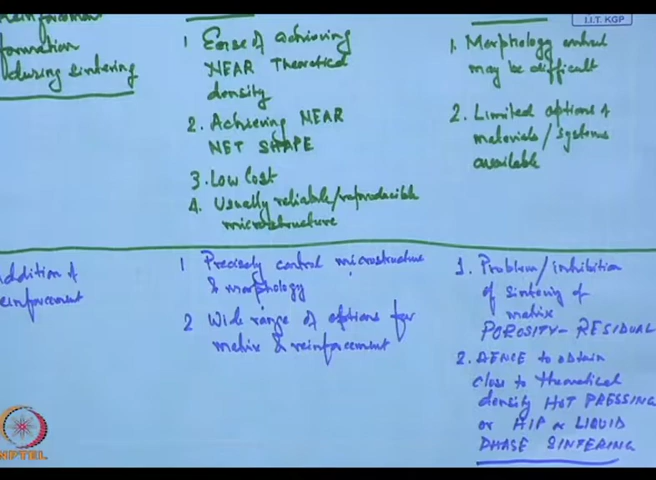 Reinforcement
formation
during sintering
1 Ease of achieving
NEAR Theoretical
density
2. Achieving NEAR
NET SHAPE
3. Low Cost
4. Usually reliable/reproducible
microstructure
I.I.T. KGP
1. Morphology control
may be difficult
2. Limited options of
materials/systems
available
addition of
reinforcement
1 Precisely control microstructure
& morphology
2 Wide range of options for
matrix & reinforcement
1. Problem/inhibition
of sintering of
matrix
POROSITY - RESIDUAL
2. HENCE to obtain
close to theoretical
density HOT PRESSING
or HIP or LIQUID
PHASE SINTERING
NPTEL